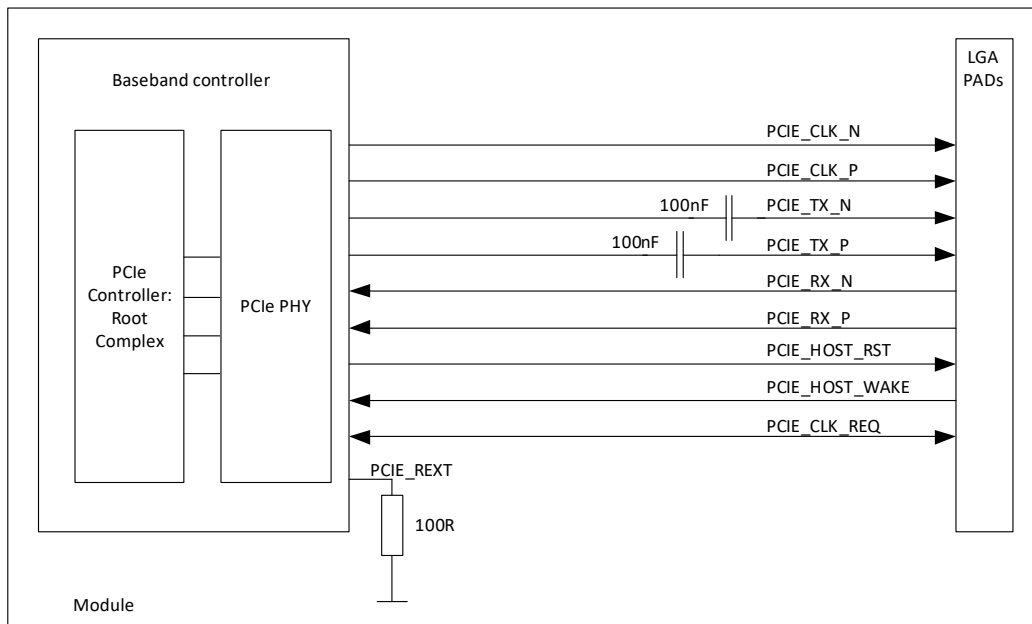 LGA
PADs
Baseband controller
PCIE_CLK_N
PCIE_CLK_P
100nF
PCIE_TX_N
100nF
PCIE_TX_P
PCIe
Controller:
Root
Complex
PCIe PHY
PCIE_RX_N
PCIE_RX_P
PCIE_HOST_RST
PCIE_HOST_WAKE
PCIE_CLK_REQ
PCIE_REXT
100R
Module